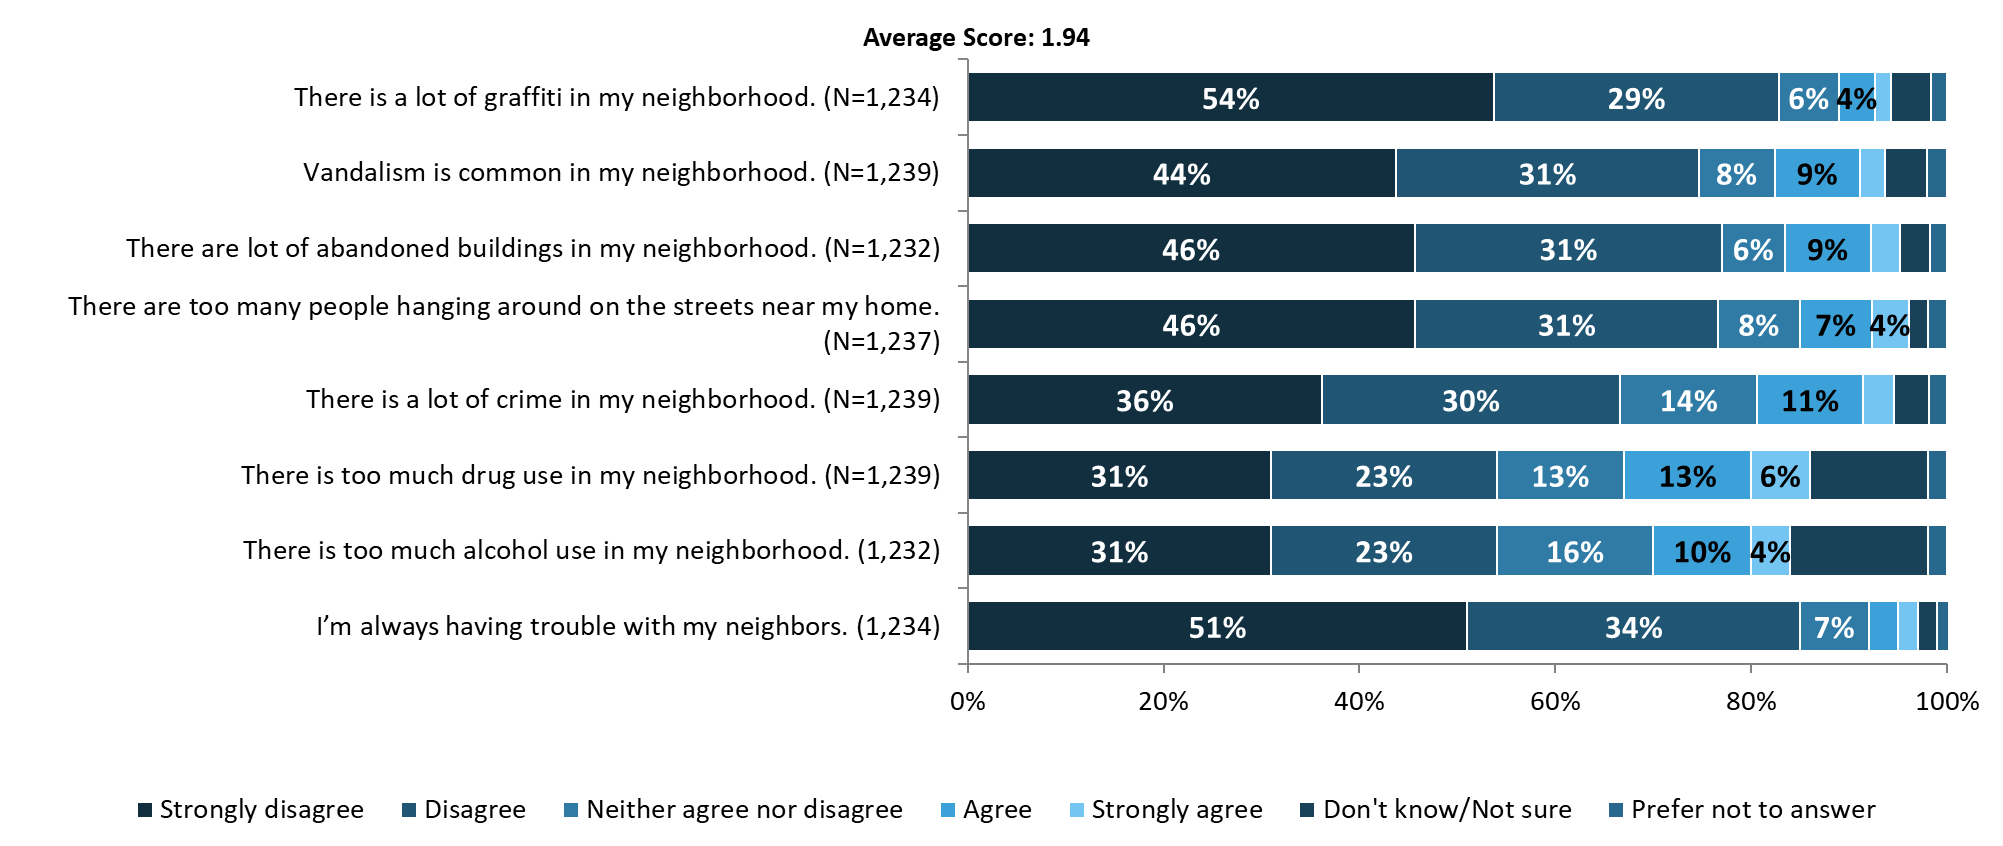 Average Score: 1.94
There is a lot of graffiti in my neighborhood. (N=1,234)
54% 29% 6% 4%
Vandalism is common in my neighborhood. (N=1,239)
44% 31% 8% 9%
There are lot of abandoned buildings in my neighborhood. (N=1,232)
46% 31% 6% 9%
There are too many people hanging around on the streets near my home.
(N=1,237)
46% 31% 8% 7% 4%
There is a lot of crime in my neighborhood. (N=1,239)
36% 30% 14% 11%
There is too much drug use in my neighborhood. (N=1,239)
31% 23% 13% 13% 6%
There is too much alcohol use in my neighborhood. (1,232)
31% 23% 16% 10% 4%
I’m always having trouble with my neighbors. (1,234)
51% 34% 7%
0% 20% 40% 60% 80% 100%
Strongly disagree Disagree Neither agree nor disagree Agree Strongly agree Don't know/Not sure Prefer not to answer